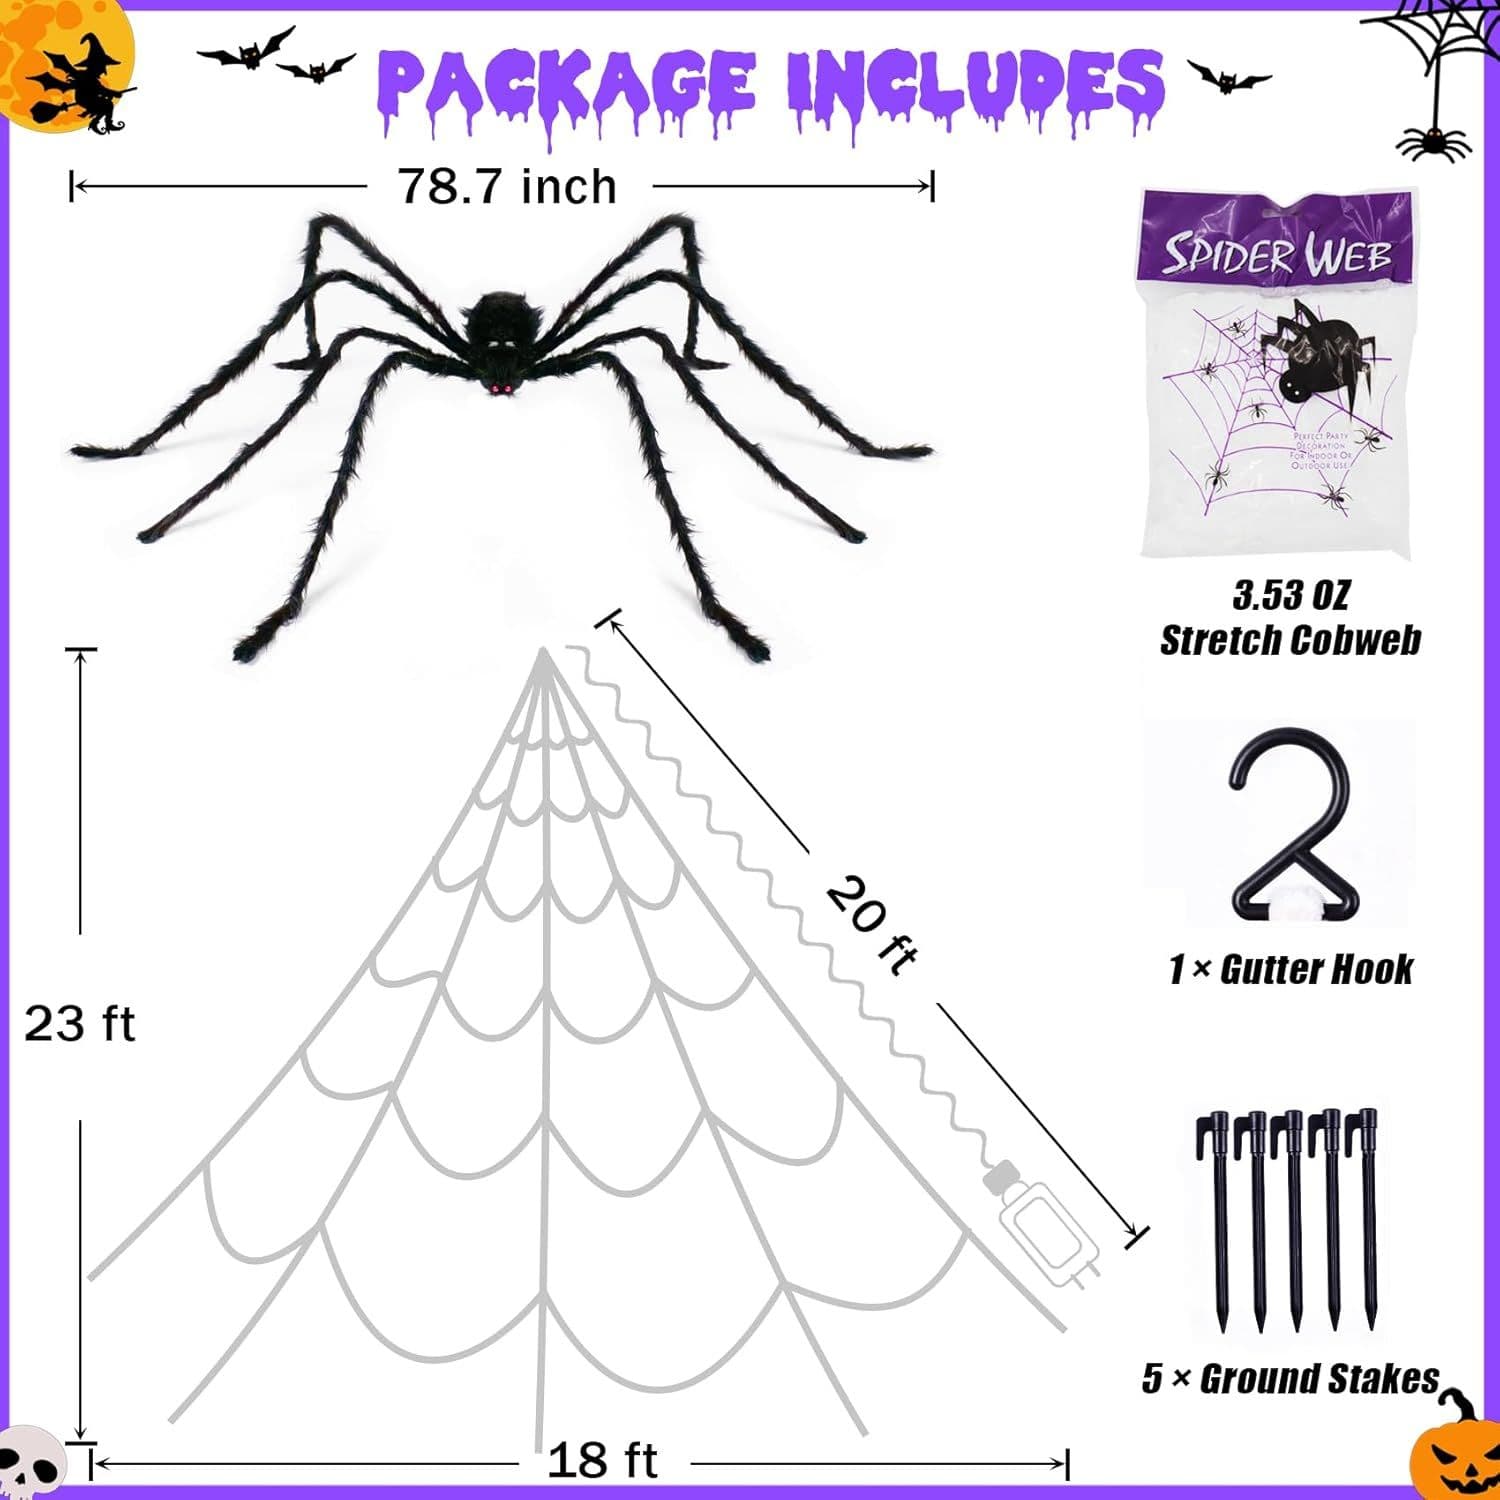 PACKAGE INCLUDES
78.7 inch
SPIDER WEB
PERFECT PARTY
DECORATION
FOR INDOOR OR
OUTDOOR USE!
3.53 OZ
Stretch Cobweb
20 ft
1 × Gutter Hook
23 ft
5 × Ground Stakes
18 ft